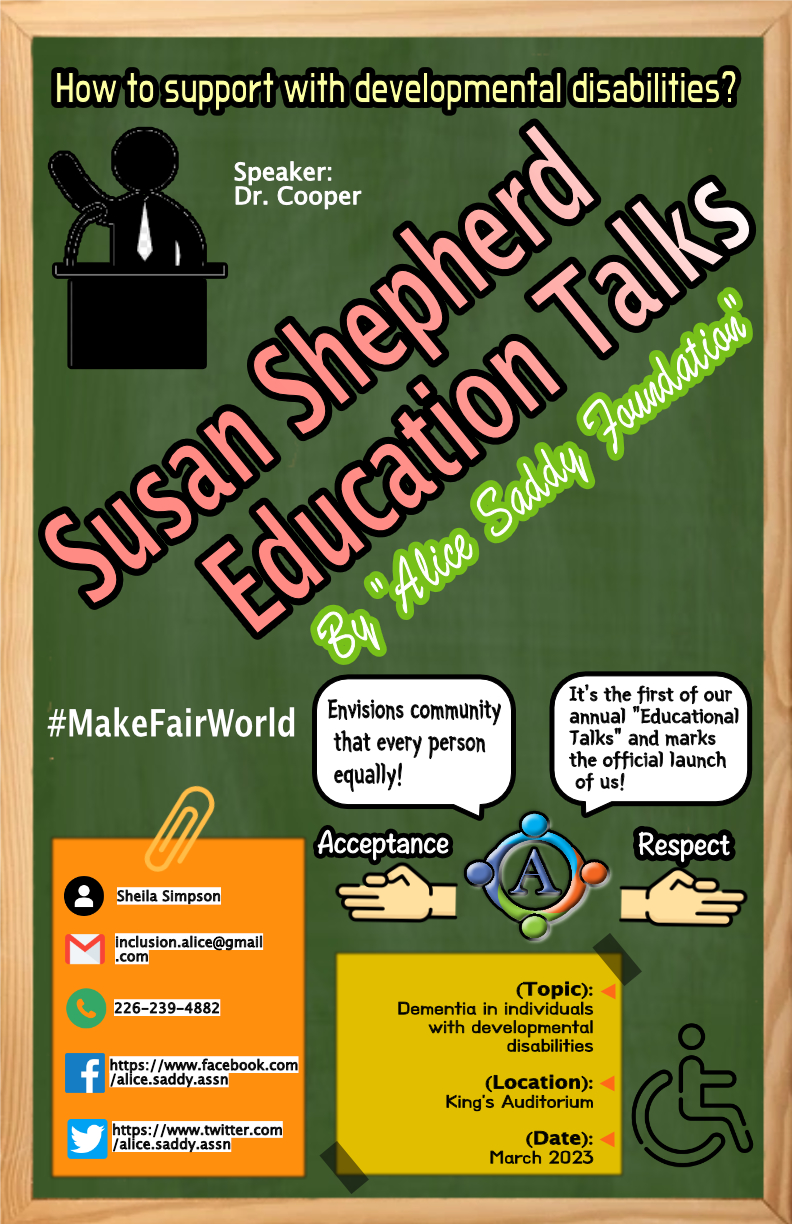 How to support with developmental disabilities?
Speaker:
Dr. Cooper
Susan Shepherd
Education Talks
By "Alice Saddy Foundation"
#MakeFairWorld
Envisions community
that every person
equally!
It's the first of our
annual "Educational
Talks" and marks
the official launch
of us!
Acceptance
A
Respect
Sheila Simpson
inclusion.alice@gmail
.com
226-239-4882
https://www.facebook.com
/alice.saddy.assn
https://www.twitter.com
/alice.saddy.assn
(Topic):
Dementia in individuals
with developmental
disabilities
(Location):
King's Auditorium
(Date):
March 2023